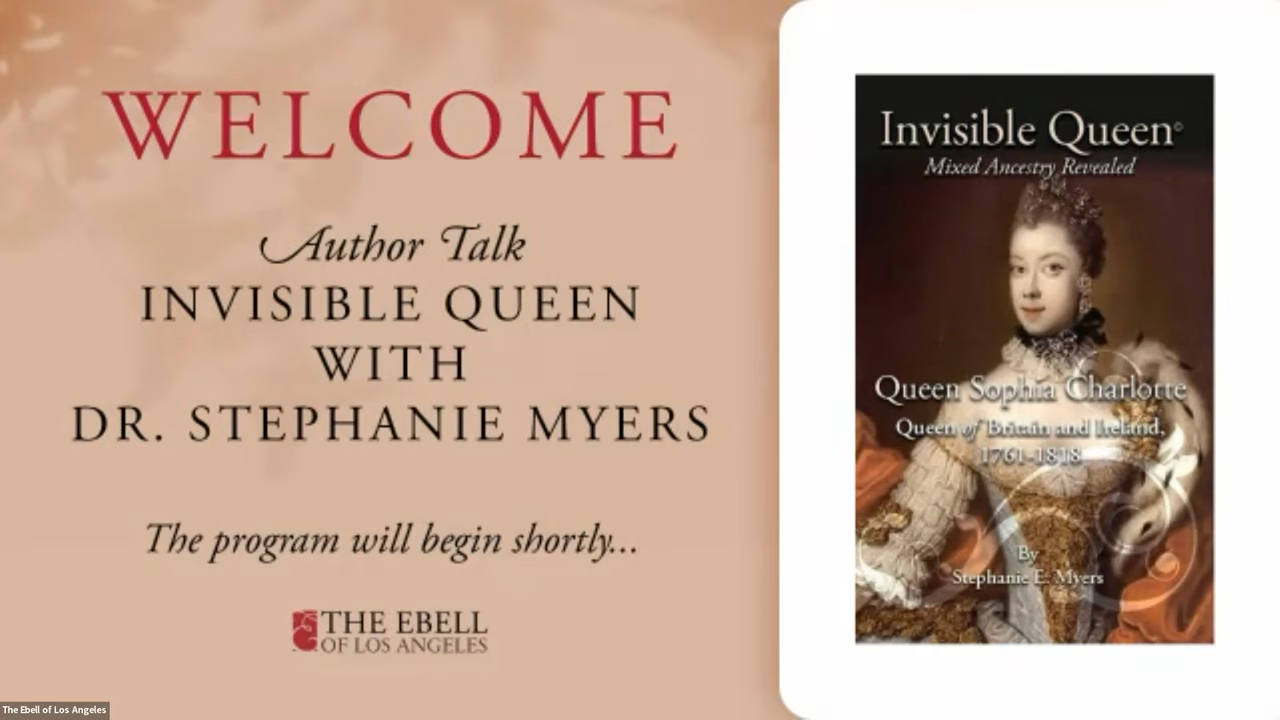 WELCOME
Author Talk
INVISIBLE QUEEN
WITH
DR. STEPHANIE MYERS
The program will begin shortly...
THE EBELL
OF LOS ANGELES
The Ebell of Los Angeles
Invisible Queen©
Mixed Ancestry Revealed
Queen Sophia Charlotte
Queen of Britain and Ireland,
1761-1818
By
Stephanie E. Myers